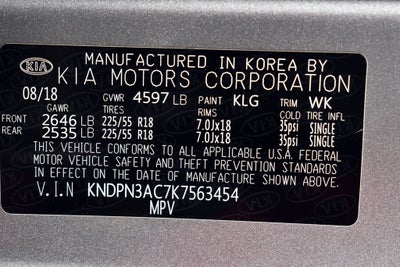 MANUFACTURED IN KOREA BY
KIA KIA MOTORS CORPORATION
08/18 GVWR 4597 LB PAINT KLG TRIM WK
GAWR TIRES RIMS COLD TIRE INFL
FRONT 2646 LB 225/55 R18 7.0Jx18 35psi SINGLE
REAR 2535 LB 225/55 R18 7.0Jx18 35psi SINGLE
THIS VEHICLE CONFORMS TO ALL APPLICABLE U.S.A. FEDERAL
MOTOR VEHICLE SAFETY AND THEFT PREVENTION STANDARDS
IN EFFECT ON THE DATE OF MANUFACTURE SHOWN ABOVE.
V.I.N KNDPN3AC7K7563454
MPV